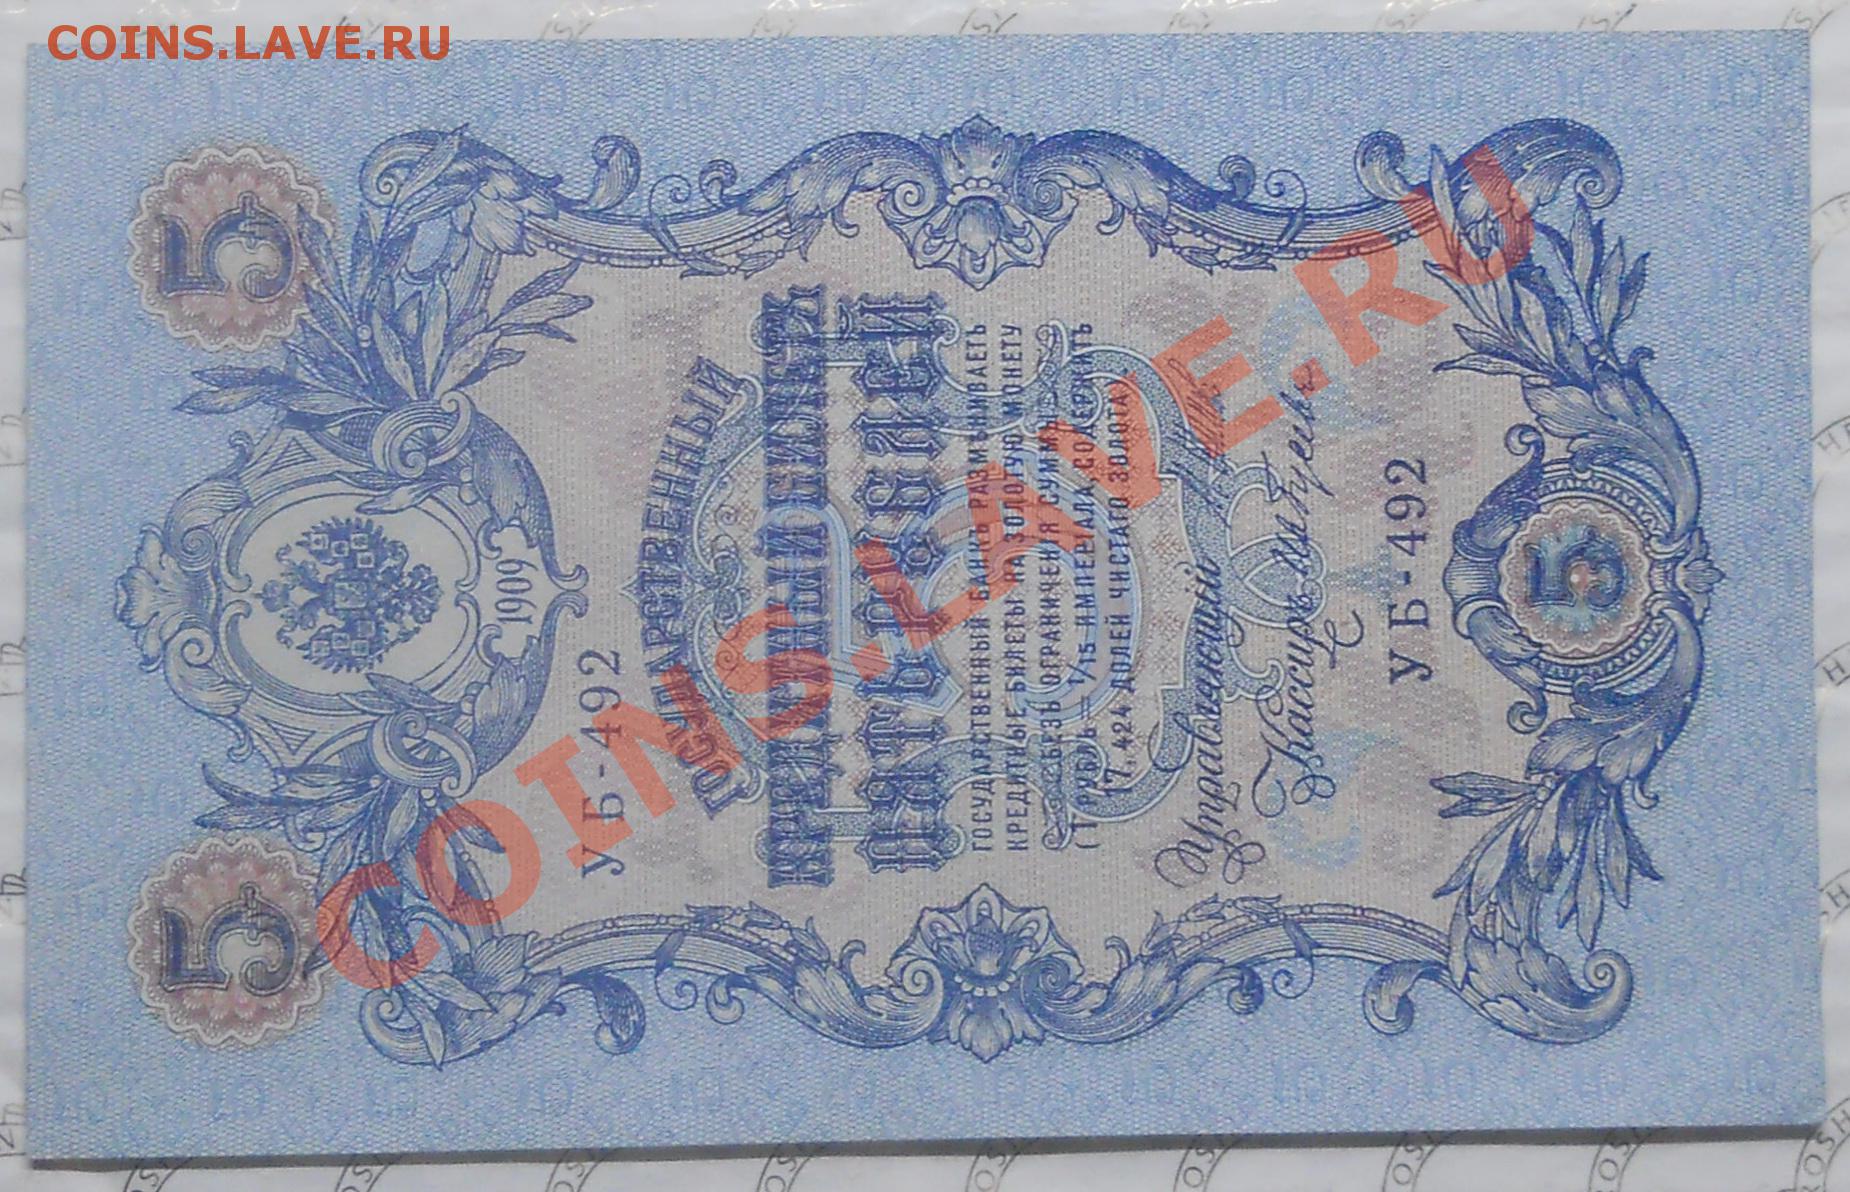 COINS.LAVE.RU
5 5
1909
УБ-492
ГОСУДАРСТВЕННЫЙ
КРЕДИТНЫЙ БИЛЕТЪ
ПЯТЬ РУБЛЕЙ
ГОСУДАРСТВЕННЫЙ БАНКЪ РАЗМѢНИВАЕТЪ
КРЕДИТНЫЕ БИЛЕТЫ НА ЗОЛОТУЮ МОНЕТУ
БЕЗЪ ОГРАНИЧЕНІЯ СУММЫ
(1 РУБЛЬ = 1/15 ИМПЕРІАЛА, СОДЕРЖИТЪ
17,424 ДОЛЕЙ ЧИСТАГО ЗОЛОТА)
Управляющій
Кассиръ
УБ-492
5
COINS.LAVE.RU